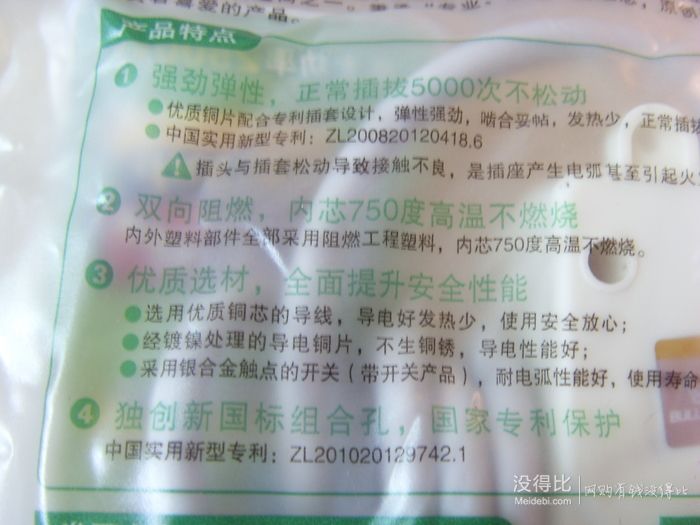 喜爱的产品。
产品特点
1 强劲弹性，正常插拔5000次不松动
●优质铜片配合专利插套设计，弹性强劲，啮合妥帖，发热少，正常插拔
●中国实用新型专利：ZL200820120418.6
插头与插套松动导致接触不良，是插座产生电弧甚至引起火
2 双向阻燃，内芯750度高温不燃烧
内外塑料部件全部采用阻燃工程塑料，内芯750度高温不燃烧。
3 优质选材，全面提升安全性能
●选用优质铜芯的导线，导电好发热少，使用安全放心；
●经镀镍处理的导电铜片，不生铜锈，导电性能好；
●采用银合金触点的开关（带开关产品），耐电弧性能好，使用寿命
4 独创新国标组合孔，国家专利保护
中国实用新型专利：ZL201020129742.1
没得比 网购有钱没得比
Meidebi.com